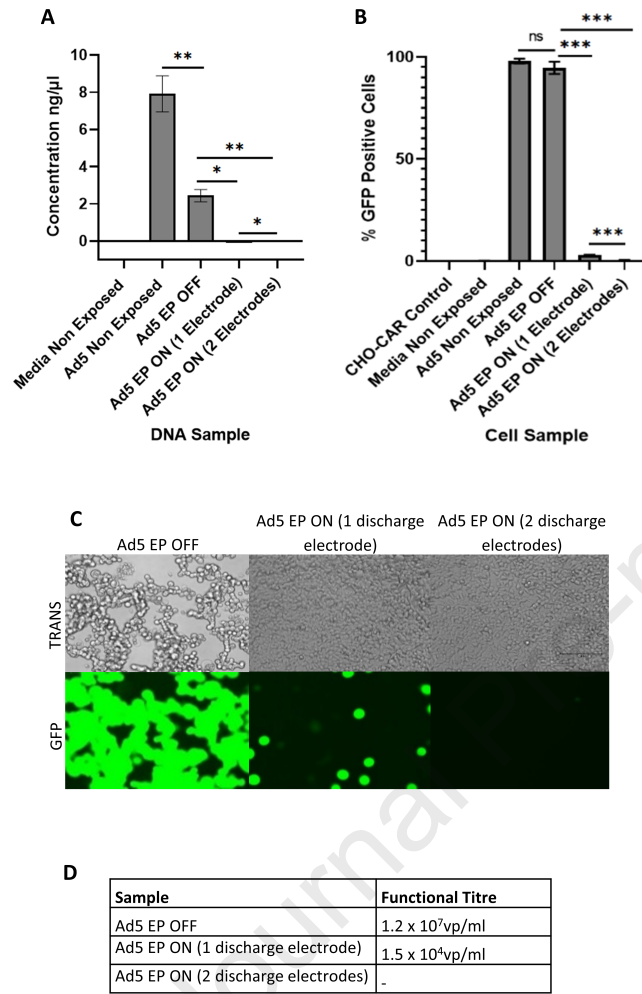 A
B
10
8
6
4
2
0
Concentration ng/µl
**
**
*
*
Media Non Exposed
Ad5 Non Exposed
Ad5 EP OFF
Ad5 EP ON (1 Electrode)
Ad5 EP ON (2 Electrodes)
DNA Sample
100
50
0
% GFP Positive Cells
ns
***
***
***
CHO-CAR Control
Media Non Exposed
Ad5 Non Exposed
Ad5 EP OFF
Ad5 EP ON (1 Electrode)
Ad5 EP ON (2 Electrodes)
Cell Sample
C
Ad5 EP OFF
Ad5 EP ON (1 discharge
electrode)
Ad5 EP ON (2 discharge
electrodes)
TRANS
GFP
D
Sample Functional Titre
Ad5 EP OFF 1.2 x 10⁷vp/ml
Ad5 EP ON (1 discharge electrode) 1.5 x 10⁴vp/ml
Ad5 EP ON (2 discharge electrodes) -